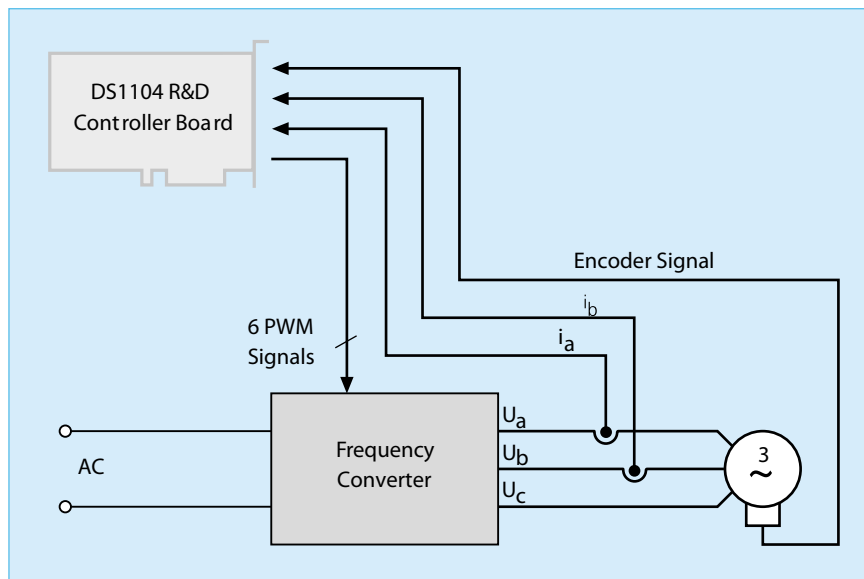 DS1104 R&D
Controller Board
Encoder Signal
i_b
i_a
6 PWM
Signals
U_a
U_b
U_c
Frequency
Converter
AC
3
~